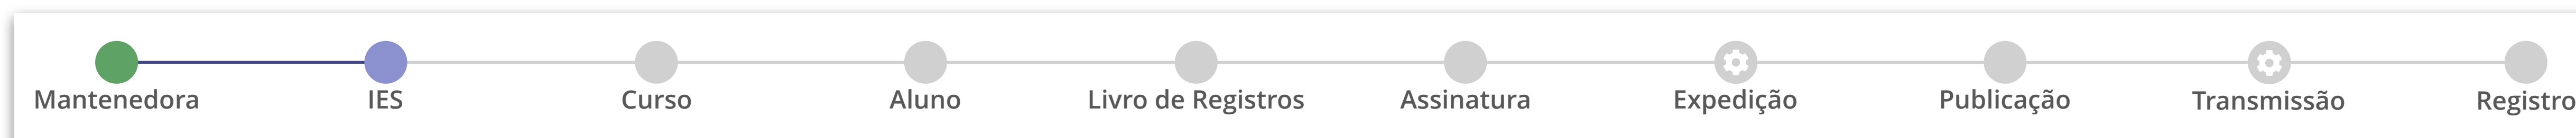 Mantenedora IES Curso Aluno Livro de Registros Assinatura Expedição Publicação Transmissão Registro